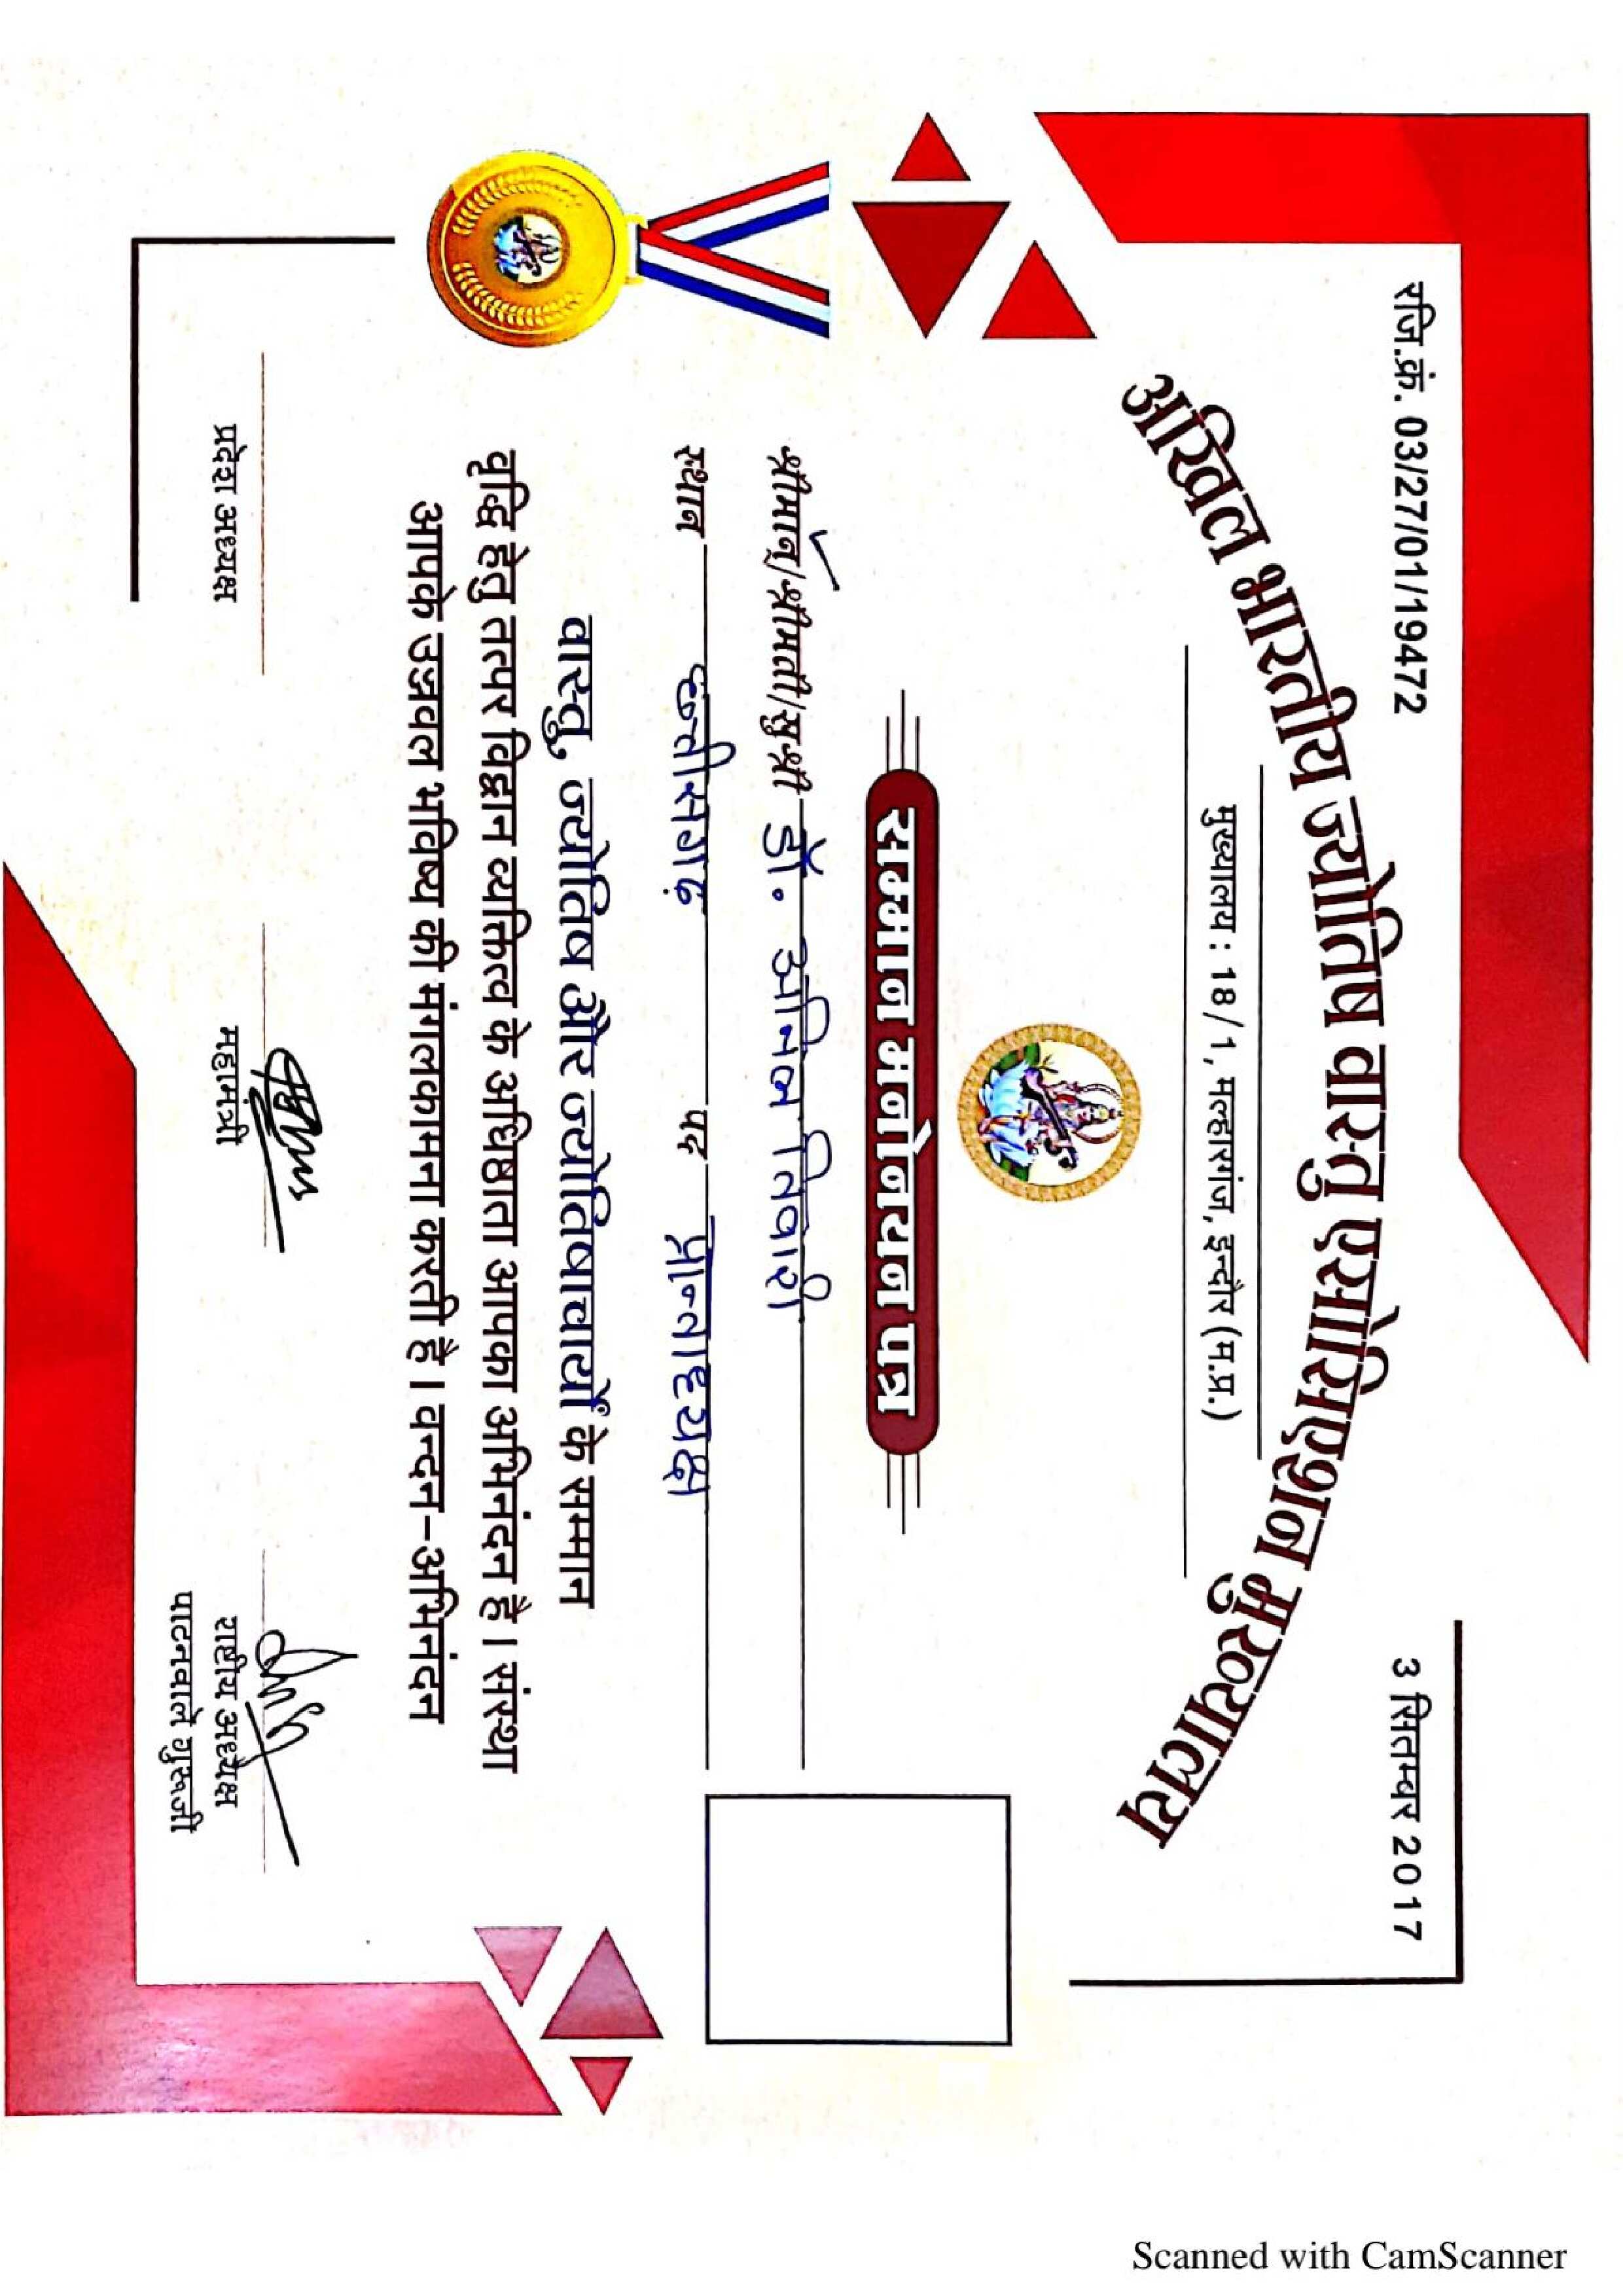 रजि.क्रं. 03/27/01/19472
3 सितम्बर 2017
अखिल भारतीय ज्योतिष वास्तु एसोसिएशन मुख्यालय
मुख्यालय : 18/1, मल्हारगंज, इन्दौर (म.प्र.)
सम्मान मनोनयन पत्र
श्रीमान्/श्रीमती/सुश्री डॉ. अनिल तिवारी
स्थान छत्तीसगढ़ पद प्रान्ताध्यक्ष
वास्तु, ज्योतिष और ज्योतिषाचार्यों के सम्मान
वृद्धि हेतु तत्पर विद्वान व्यक्तित्व के अधिष्ठाता आपका अभिनंदन है। संस्था
आपके उज्रवल भविष्य की मंगलकामना करती है। वन्दन-अभिनंदन
प्रदेश अध्यक्ष
महामंत्री
राष्टीय अध्यक्ष
पाटनवाले गुरूजी
Scanned with CamScanner